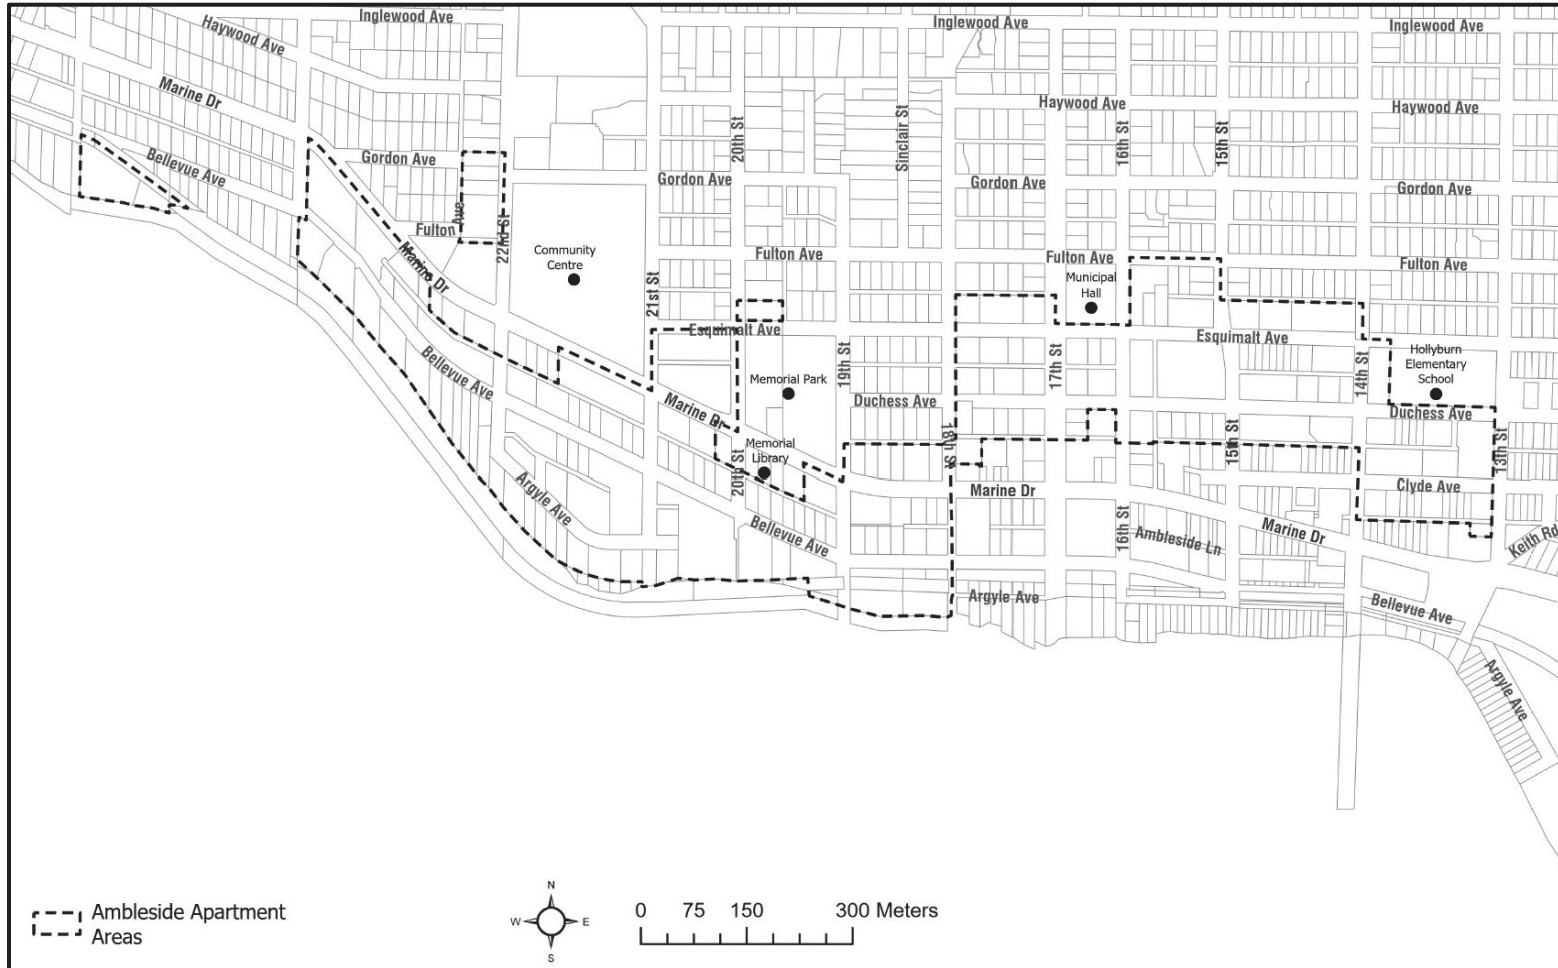 Inglewood Ave
Inglewood Ave
Inglewood Ave
Haywood Ave
Marine Dr
Haywood Ave
Haywood Ave
20th St
Sinclair St
16th St
15th St
Bellevue Ave
Gordon Ave
Gordon Ave
Gordon Ave
Gordon Ave
Fulton Ave
22nd St
Community
Centre
Marine Dr
21st St
Fulton Ave
Fulton Ave
Municipal
Hall
Fulton Ave
Esquimalt Ave
Esquimalt Ave
19th St
17th St
14th St
Hollyburn
Elementary
School
Bellevue Ave
Memorial Park
Marine Dr
Duchess Ave
Duchess Ave
Memorial
Library
20th St
18th St
15th St
13th St
Argyle Ave
Marine Dr
Clyde Ave
Bellevue Ave
16th St
Ambleside Ln
Marine Dr
Keith Rd
Argyle Ave
Bellevue Ave
Argyle Ave
Ambleside Apartment
Areas
N
W E
S
0 75 150 300 Meters